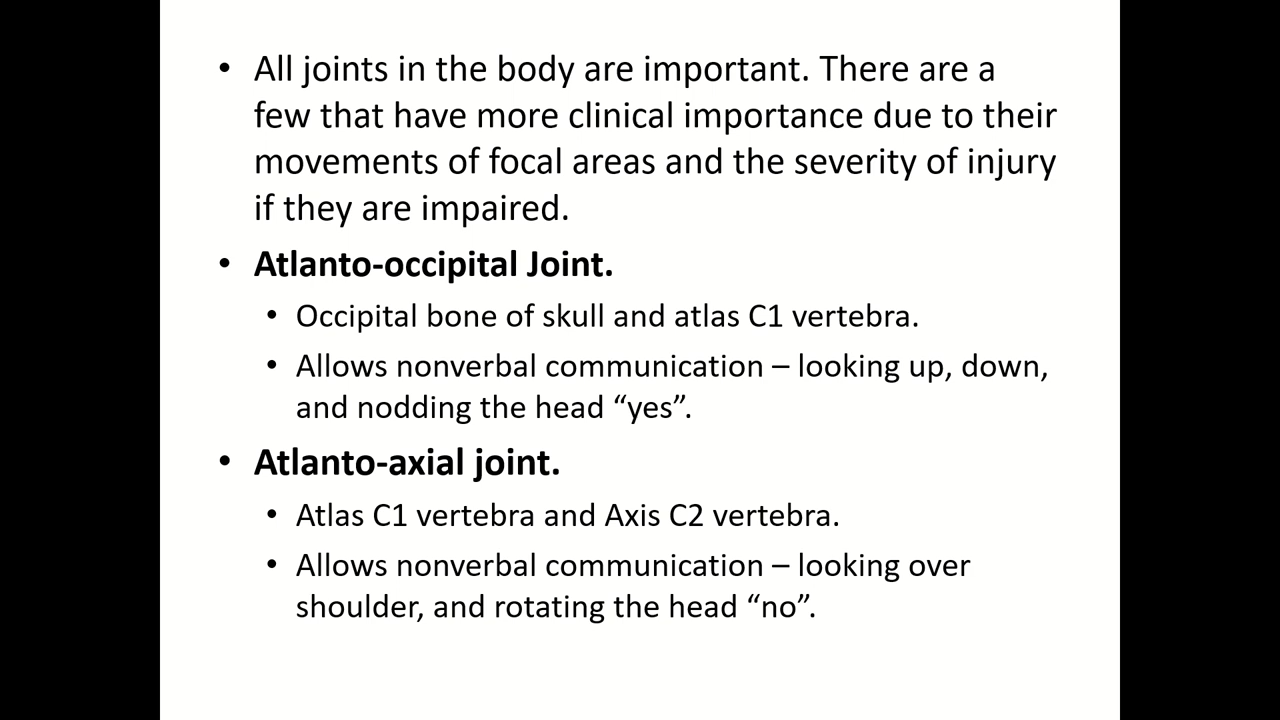 • All joints in the body are important. There are a
few that have more clinical importance due to their
movements of focal areas and the severity of injury
if they are impaired.
• Atlanto-occipital Joint.
• Occipital bone of skull and atlas C1 vertebra.
• Allows nonverbal communication – looking up, down,
and nodding the head “yes”.
• Atlanto-axial joint.
• Atlas C1 vertebra and Axis C2 vertebra.
• Allows nonverbal communication – looking over
shoulder, and rotating the head “no”.